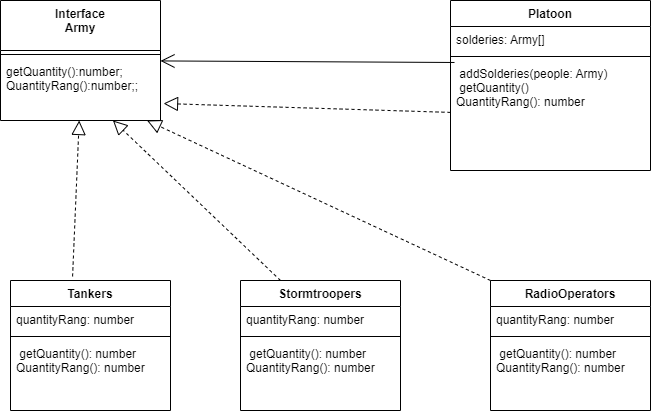 Interface
Army
getQuantity():number;
QuantityRang():number;;
Platoon
solderies: Army[]
addSolderies(people: Army)
getQuantity()
QuantityRang(): number
Tankers
quantityRang: number
getQuantity(): number
QuantityRang(): number
Stormtroopers
quantityRang: number
getQuantity(): number
QuantityRang(): number
RadioOperators
quantityRang: number
getQuantity(): number
QuantityRang(): number